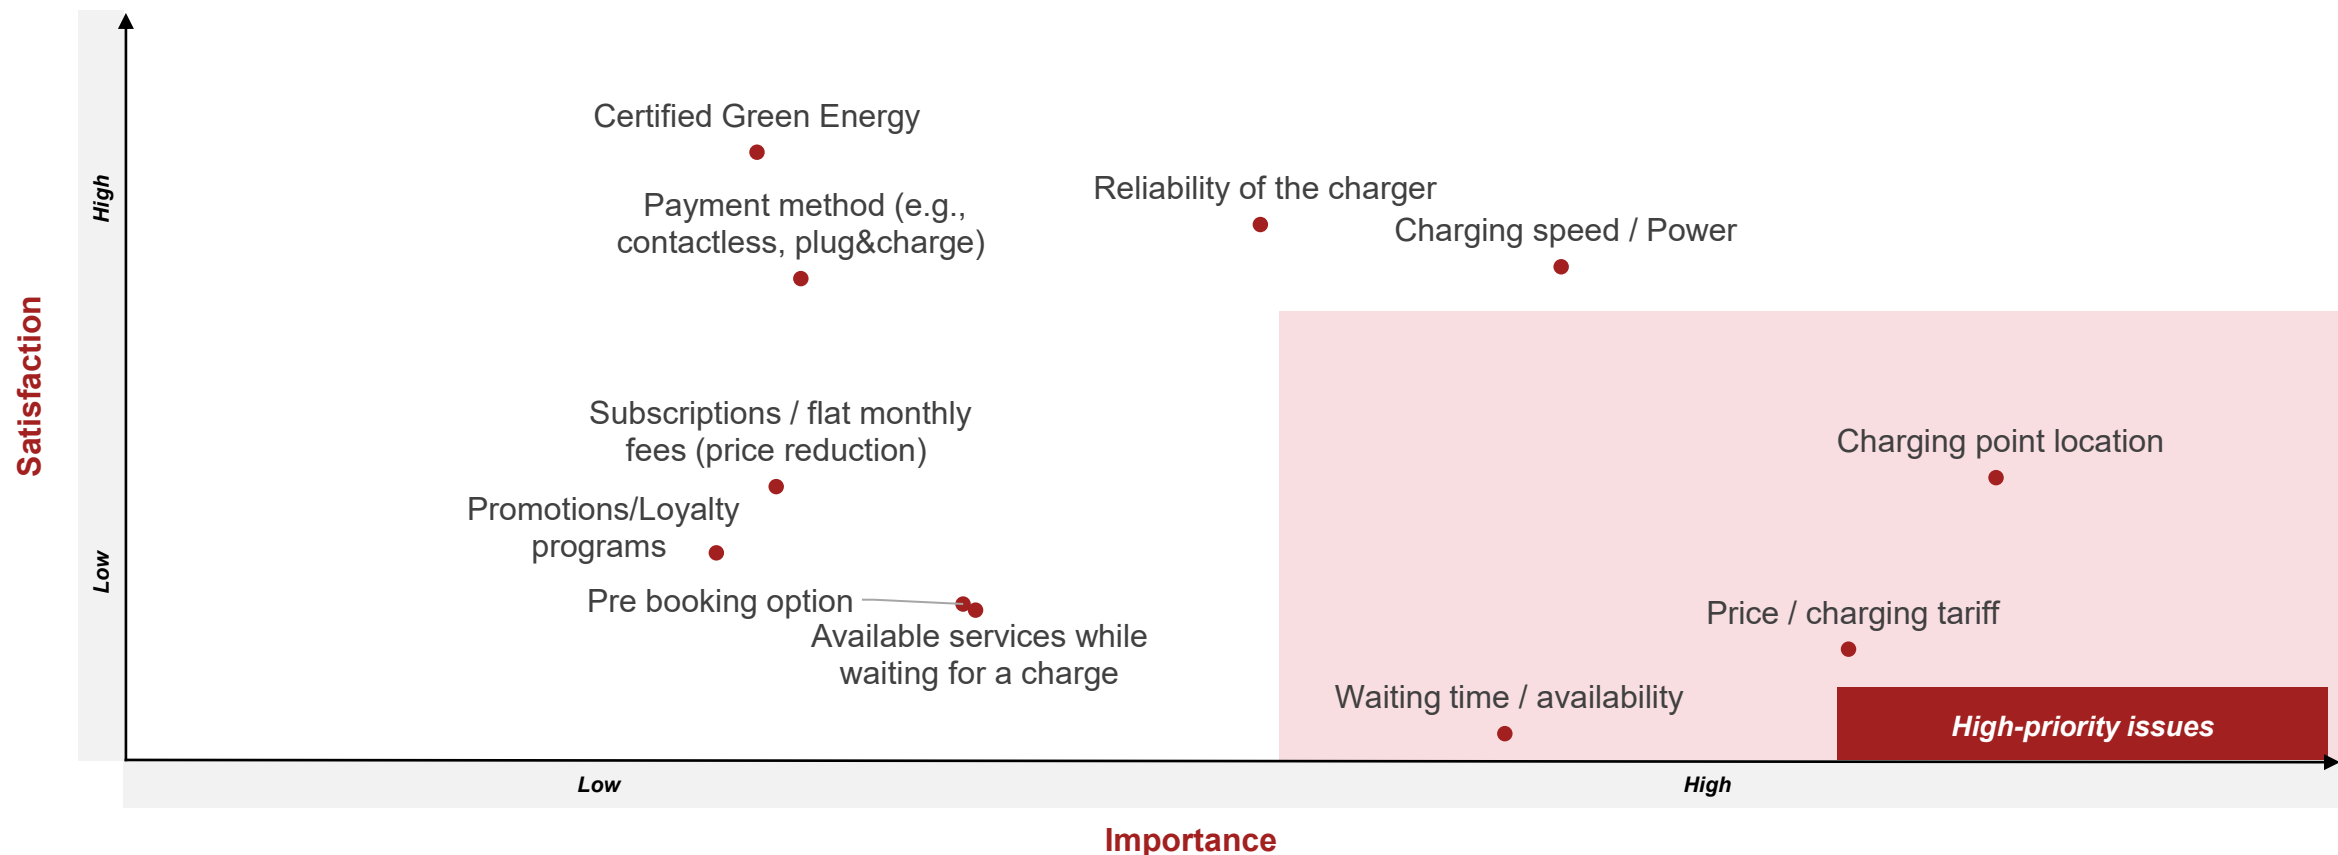 Certified Green Energy
Payment method (e.g.,
contactless, plug&charge)
Reliability of the charger
Charging speed / Power
High
Satisfaction
Subscriptions / flat monthly
fees (price reduction)
Charging point location
Promotions/Loyalty
programs
Low
Pre booking option
Available services while
waiting for a charge
Price / charging tariff
Waiting time / availability
High-priority issues
Low
High
Importance